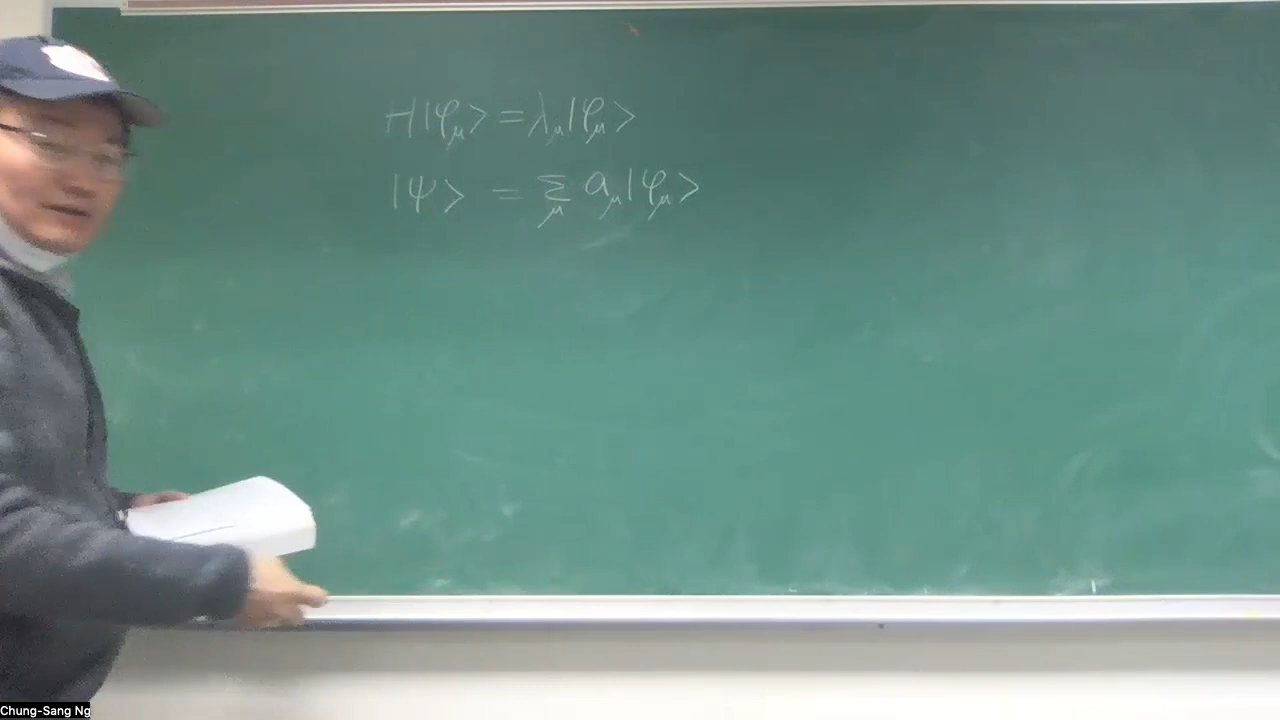 H|φ_μ> = λ_μ|φ_μ>
|ψ> = Σ_μ a_μ|φ_μ>
Chung-Sang Ng